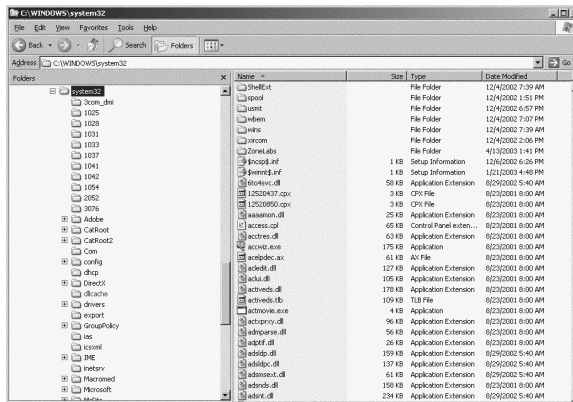 C:\WINDOWS\system32
File Edit View Favorites Tools Help
Back Search Folders
Address C:\WINDOWS\system32 Go
Folders
system32
3com_dmi
1025
1028
1031
1033
1037
1041
1042
1054
2052
3076
Adobe
CatRoot
CatRoot2
Com
config
dhcp
DirectX
dllcache
drivers
export
GroupPolicy
ias
icsxml
IME
inetsrv
Macromed
Microsoft
MsDtc
Name Size Type Date Modified
ShellExt File Folder 12/4/2002 7:39 AM
spool File Folder 12/4/2002 1:51 PM
usmt File Folder 12/4/2002 6:57 PM
wbem File Folder 12/4/2002 7:07 PM
wins File Folder 12/4/2002 7:39 AM
xircom File Folder 12/4/2002 2:06 PM
ZoneLabs File Folder 4/13/2003 1:41 PM
$ncsp$.inf 1 KB Setup Information 12/6/2002 6:26 PM
$winnt$.inf 1 KB Setup Information 1/21/2003 4:48 PM
6to4svc.dll 58 KB Application Extension 8/29/2002 5:40 AM
12520437.cpx 3 KB CPX File 8/23/2001 8:00 AM
12520850.cpx 3 KB CPX File 8/23/2001 8:00 AM
aaaamon.dll 25 KB Application Extension 8/23/2001 8:00 AM
access.cpl 65 KB Control Panel exten... 8/23/2001 8:00 AM
acctres.dll 63 KB Application Extension 8/23/2001 8:00 AM
accwiz.exe 175 KB Application 8/23/2001 8:00 AM
acelpdec.ax 61 KB AX File 8/23/2001 8:00 AM
acledit.dll 127 KB Application Extension 8/23/2001 8:00 AM
aclui.dll 105 KB Application Extension 8/23/2001 8:00 AM
activeds.dll 178 KB Application Extension 8/23/2001 8:00 AM
activeds.tlb 109 KB TLB File 8/23/2001 8:00 AM
actmovie.exe 4 KB Application 8/23/2001 8:00 AM
actxprxy.dll 96 KB Application Extension 8/23/2001 8:00 AM
admparse.dll 56 KB Application Extension 8/23/2001 8:00 AM
adptif.dll 26 KB Application Extension 8/23/2001 8:00 AM
adsldp.dll 159 KB Application Extension 8/29/2002 5:40 AM
adsldpc.dll 137 KB Application Extension 8/29/2002 5:40 AM
adsmsext.dll 61 KB Application Extension 8/29/2002 5:40 AM
adsnds.dll 158 KB Application Extension 8/23/2001 8:00 AM
adsnt.dll 234 KB Application Extension 8/29/2002 5:40 AM